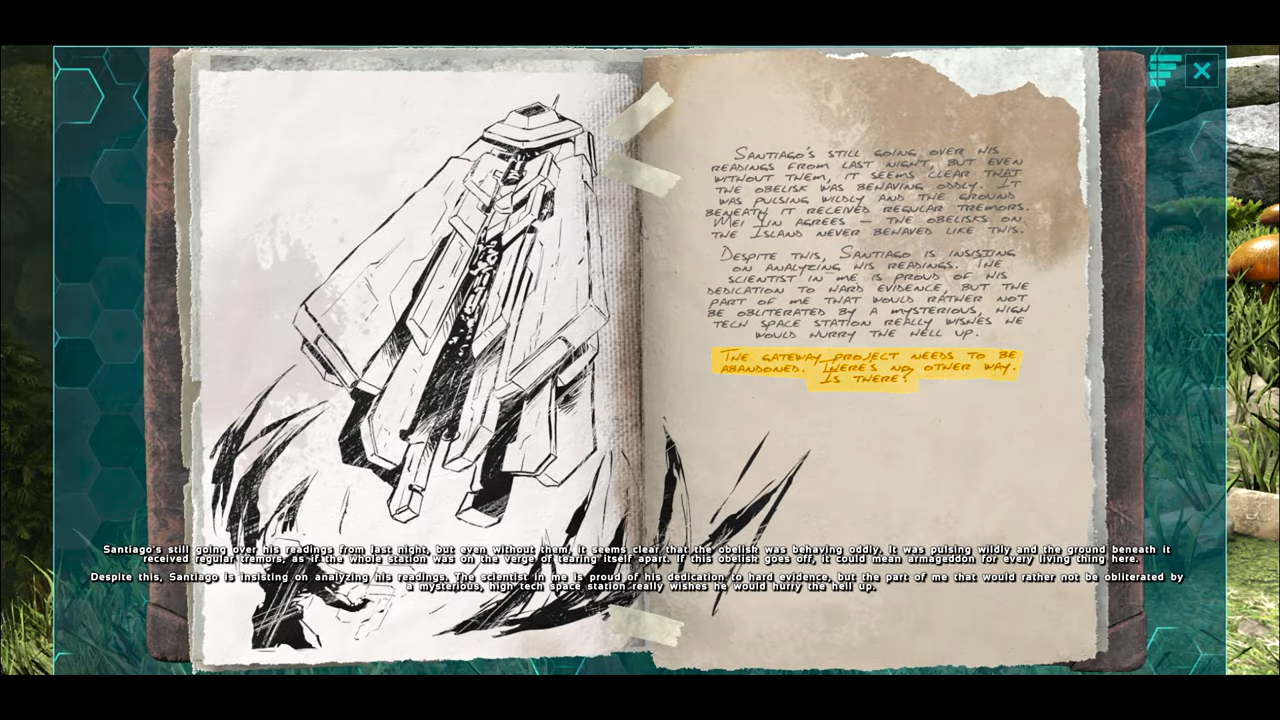 Santiago's still going over his
readings from last night, but even
without them, it seems clear that
the obelisk was behaving oddly. It
was pulsing wildly and the ground
beneath it received regular tremors.
Mei Yin agrees – the obelisks on
the Island never behaved like this.
Despite this, Santiago is insisting
on analyzing his readings. The
scientist in me is proud of his
dedication to hard evidence, but the
part of me that would rather not
be obliterated by a mysterious, high
tech space station really wishes he
would hurry the hell up.
The gateway project needs to be
abandoned. There's no other way.
Is there?
Santiago's still going over his readings from last night, but even without them, it seems clear that the obelisk was behaving oddly. It was pulsing wildly and the ground beneath it
received regular tremors, as if the whole station was on the verge of tearing itself apart. If this obelisk goes off, it could mean armageddon for every living thing here.
Despite this, Santiago is insisting on analyzing his readings. The scientist in me is proud of his dedication to hard evidence, but the part of me that would rather not be obliterated by
a mysterious, high tech space station really wishes he would hurry the hell up.